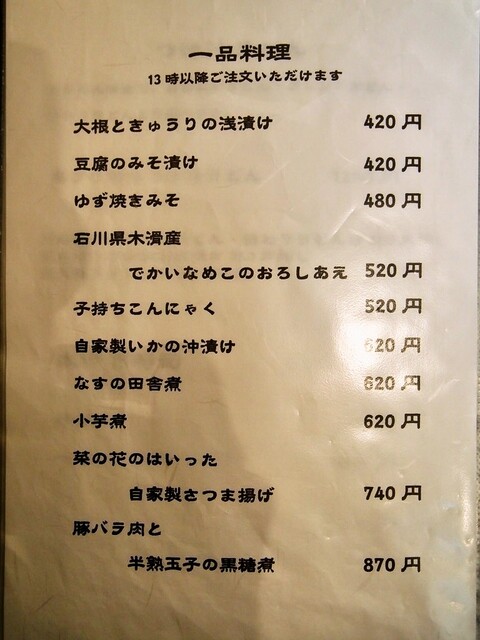 一品料理
13時以降ご注文いただけます
大根ときゅうりの浅漬け 420円
豆腐のみそ漬け 420円
ゆず焼きみそ 480円
石川県木滑産
でかいなめこのおろしあえ 520円
子持ちこんにゃく 520円
自家製いかの沖漬け 620円
なすの田舎煮 620円
小芋煮 620円
菜の花のはいった
自家製さつま揚げ 740円
豚バラ肉と
半熟玉子の黒糖煮 870円